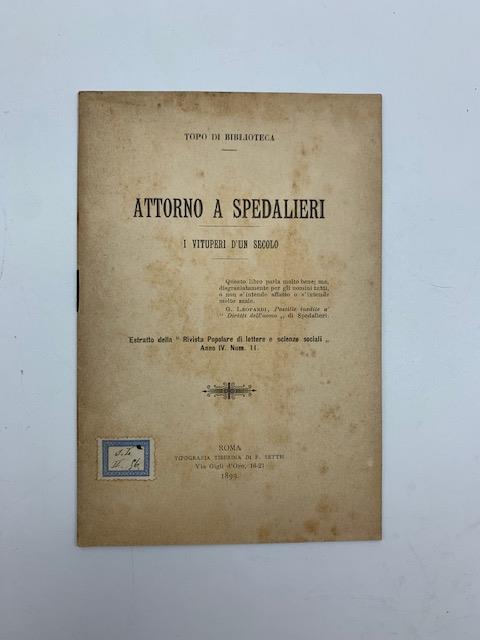 TOPO DI BIBLIOTECA
ATTORNO A SPEDALIERI
I VITUPERI D'UN SECOLO
Questo libro parla molto bene; ma,
disgraziatamente per gli uomini tutti,
o non s'intende affatto o s'intende
molto male.
G. LEOPARDI, Postille inedite a'
" Diritti dell'uomo „ di Spedalieri.
Estratto della " Rivista Popolare di lettere e scienze sociali „
Anno IV. Num. 11.
ROMA
TIPOGRAFIA TIBERINA DI F. SETTH
Via Gigli d'Oro, 16-21
1899